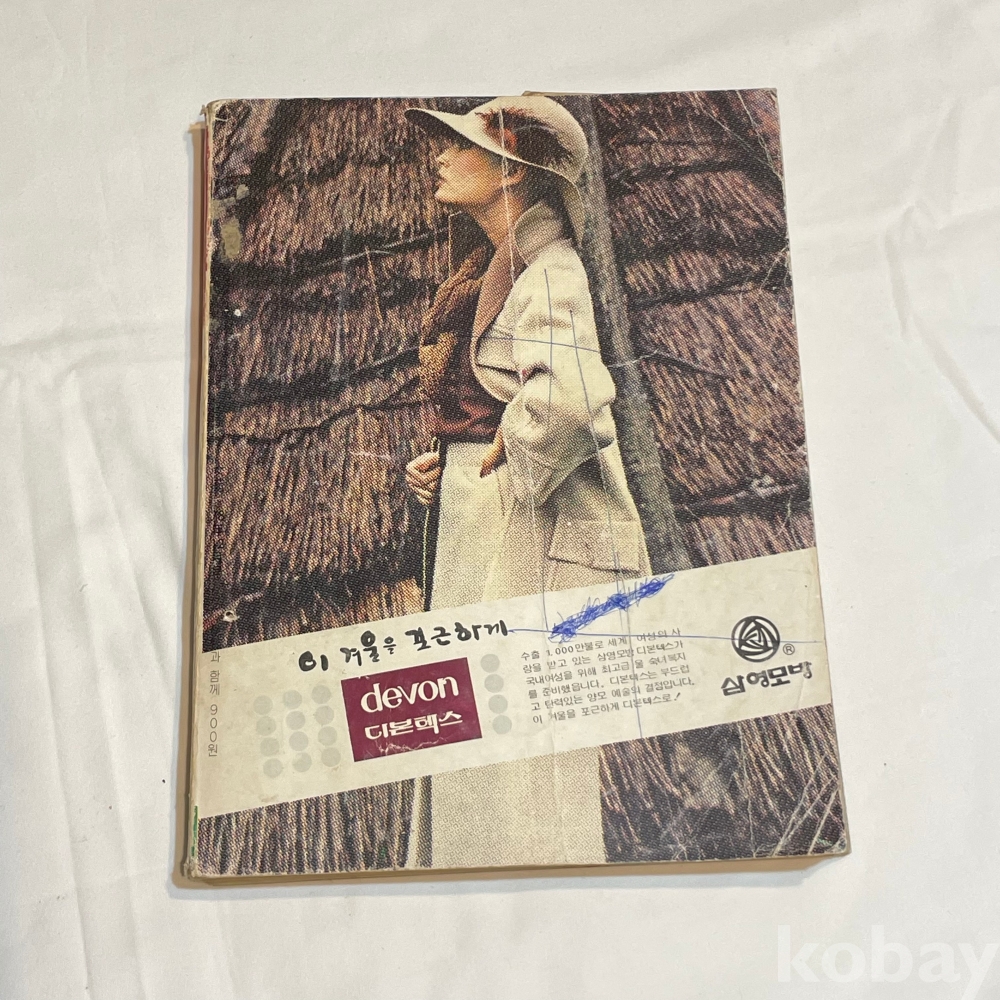 이 겨울을 포근하게
devon
디본텍스
수출 1,000만불로 세계 여성의 사
랑을 받고 있는 삼영모방 디본텍스가
국내여성을 위해 최고급 울 숙녀복지
를 준비했읍니다. 디본텍스는 부드럽
고 탄력있는 양모 예술의 결정입니다.
이 겨울을 포근하게 디본텍스로!
®
삼영모방
과 함께 900원
kobay